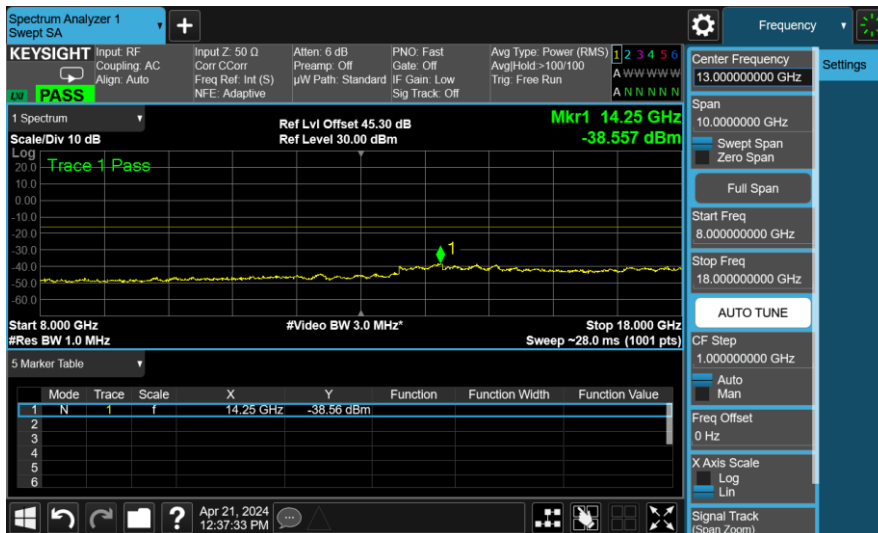 Spectrum Analyzer 1
Swept SA
+
Frequency
KEYSIGHT
Input: RF
Coupling: AC
Align: Auto
Input Z: 50 Ω
Corr CCorr
Freq Ref: Int (S)
NFE: Adaptive
Atten: 6 dB
Preamp: Off
µW Path: Standard
PNO: Fast
Gate: Off
IF Gain: Low
Sig Track: Off
Avg Type: Power (RMS)
Avg|Hold:>100/100
Trig: Free Run
1 2 3 4 5 6
A W W W W W
A N N N N N
LXI
PASS
1 Spectrum
Scale/Div 10 dB
Ref Lvl Offset 45.30 dB
Ref Level 30.00 dBm
Mkr1 14.25 GHz
-38.557 dBm
Log
Trace 1 Pass
20.0
10.0
0.00
-10.0
-20.0
-30.0
-40.0
-50.0
-60.0
1
Start 8.000 GHz
#Video BW 3.0 MHz*
Stop 18.000 GHz
#Res BW 1.0 MHz
Sweep ~28.0 ms (1001 pts)
5 Marker Table
Mode Trace Scale X Y Function Function Width Function Value
1 N 1 f 14.25 GHz -38.56 dBm
2
3
4
5
6
?
Apr 21, 2024
12:37:33 PM
Center Frequency
13.000000000 GHz
Settings
Span
10.0000000 GHz
Swept Span
Zero Span
Full Span
Start Freq
8.000000000 GHz
Stop Freq
18.000000000 GHz
AUTO TUNE
CF Step
1.000000000 GHz
Auto
Man
Freq Offset
0 Hz
X Axis Scale
Log
Lin
Signal Track
(Span Zoom)